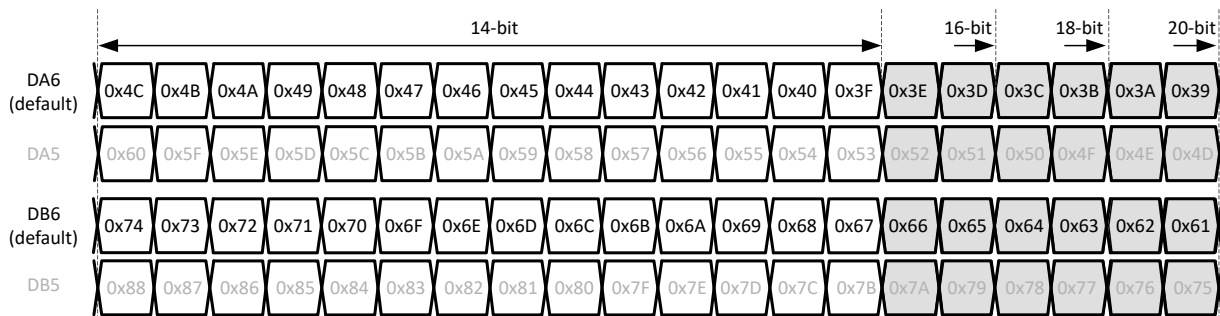 14-bit 16-bit 18-bit 20-bit
DA6
(default) 0x4C 0x4B 0x4A 0x49 0x48 0x47 0x46 0x45 0x44 0x43 0x42 0x41 0x40 0x3F 0x3E 0x3D 0x3C 0x3B 0x3A 0x39
DA5 0x60 0x5F 0x5E 0x5D 0x5C 0x5B 0x5A 0x59 0x58 0x57 0x56 0x55 0x54 0x53 0x52 0x51 0x50 0x4F 0x4E 0x4D
DB6
(default) 0x74 0x73 0x72 0x71 0x70 0x6F 0x6E 0x6D 0x6C 0x6B 0x6A 0x69 0x68 0x67 0x66 0x65 0x64 0x63 0x62 0x61
DB5 0x88 0x87 0x86 0x85 0x84 0x83 0x82 0x81 0x80 0x7F 0x7E 0x7D 0x7C 0x7B 0x7A 0x79 0x78 0x77 0x76 0x75